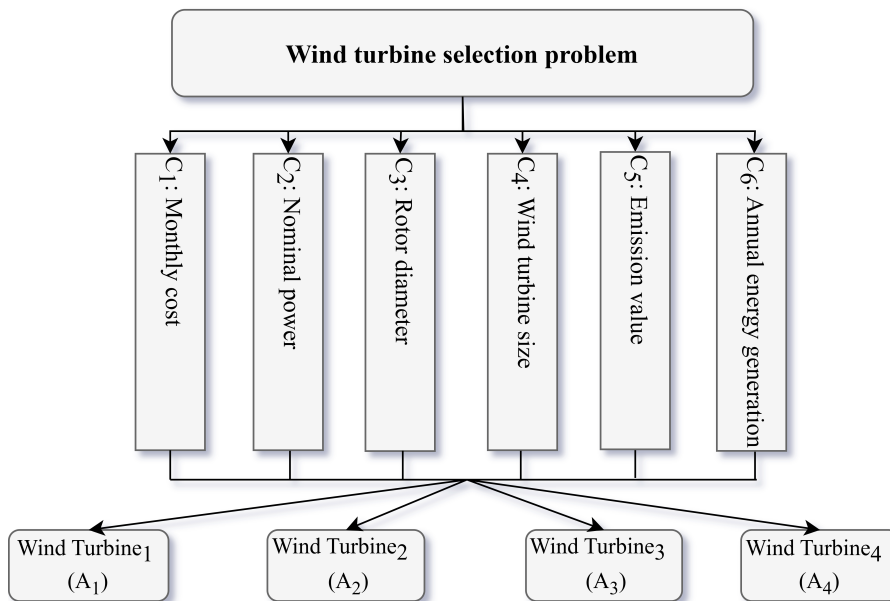 Wind turbine selection problem
C₁: Monthly cost
C₂: Nominal power
C₃: Rotor diameter
C₄: Wind turbine size
C₅: Emission value
C₆: Annual energy generation
Wind Turbine₁
(A₁)
Wind Turbine₂
(A₂)
Wind Turbine₃
(A₃)
Wind Turbine₄
(A₄)